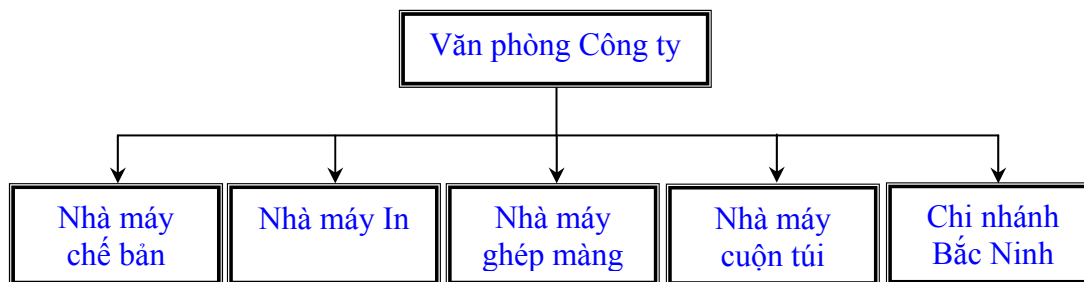 Văn phòng Công ty
Nhà máy
chế bản
Nhà máy In
Nhà máy
ghép màng
Nhà máy
cuộn túi
Chi nhánh
Bắc Ninh